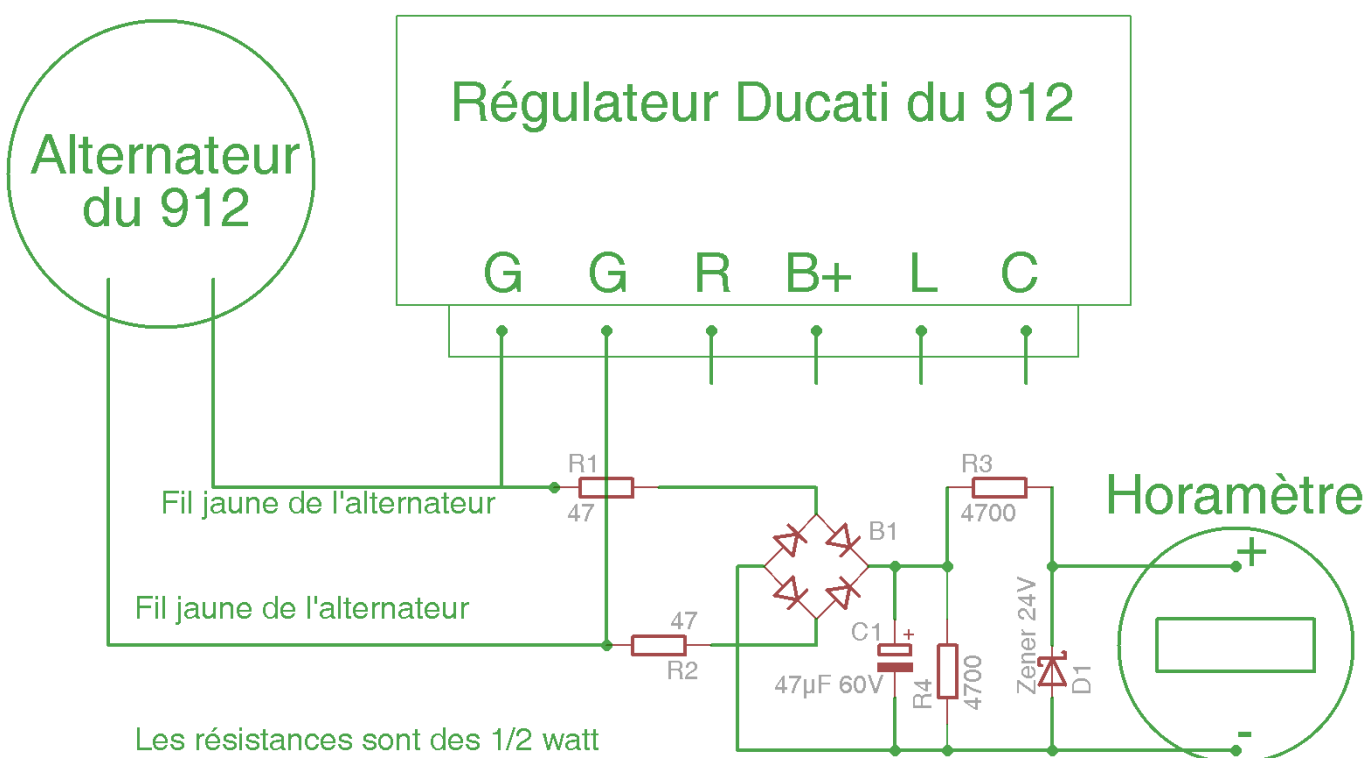 Alternateur
du 912
Régulateur Ducati du 912
G G R B+ L C
Fil jaune de l'alternateur
R1
47
R3
4700
Horamètre
B1
+
Fil jaune de l'alternateur
47
R2
C1
+
47µF 60V
R4
4700
Zener 24V
D1
-
Les résistances sont des 1/2 watt